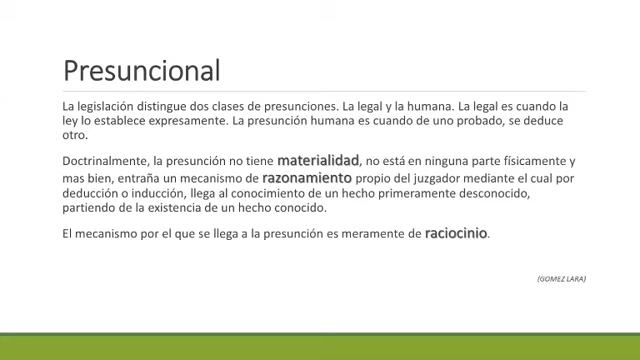 Presuncional
La legislación distingue dos clases de presunciones. La legal y la humana. La legal es cuando la
ley lo establece expresamente. La presunción humana es cuando de uno probado, se deduce
otro.
Doctrinalmente, la presunción no tiene materialidad, no está en ninguna parte físicamente y
mas bien, entraña un mecanismo de razonamiento propio del juzgador mediante el cual por
deducción o inducción, llega al conocimiento de un hecho primeramente desconocido,
partiendo de la existencia de un hecho conocido.
El mecanismo por el que se llega a la presunción es meramente de raciocinio.
(GOMEZ LARA)